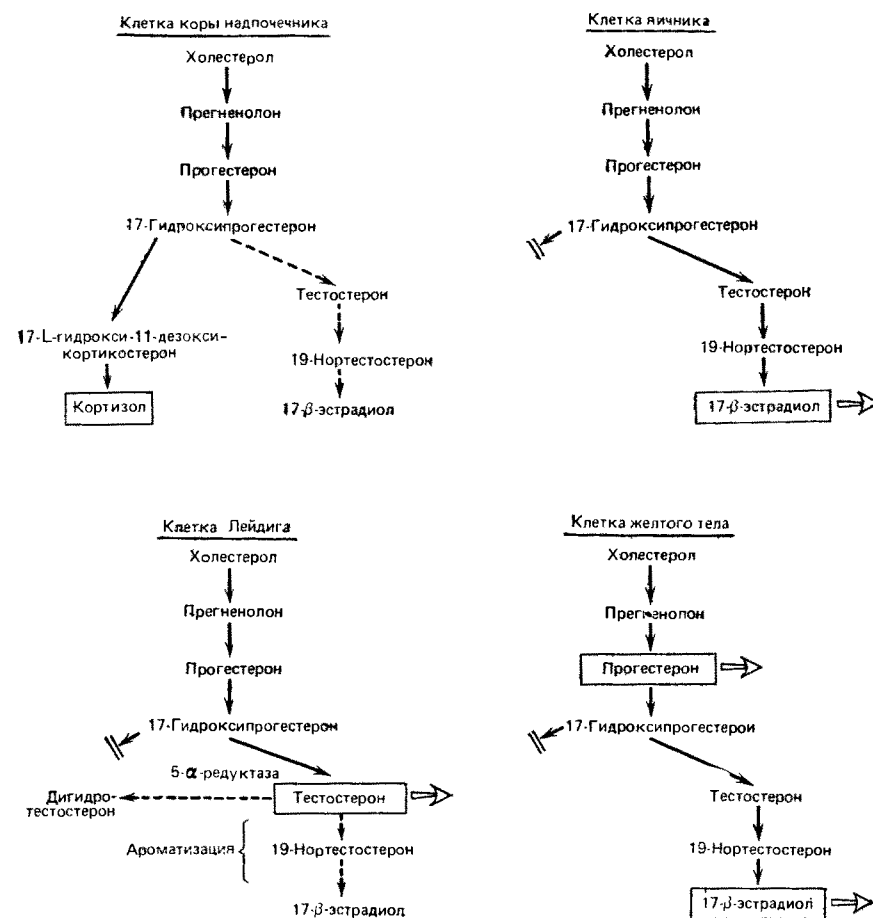 Клетка коры надпочечника
Холестерол
Прегненолон
Прогестерон
17-Гидроксипрогестерон
Тестостерон
17-L-гидрокси-11-дезокси-
кортикостерон
19-Нортестостерон
Кортизол
17-β-эстрадиол
Клетка яичника
Холестерол
Прегненолон
Прогестерон
17-Гидроксипрогестерон
Тестостерон
19-Нортестостерон
17-β-эстрадиол
Клетка Лейдига
Холестерол
Прегненолон
Прогестерон
17-Гидроксипрогестерон
5-α-редуктаза
Дигидро-
тестостерон
Тестостерон
Ароматизация
19-Нортестостерон
17-β-эстрадиол
Клетка желтого тела
Холестерол
Прегненолон
Прогестерон
17-Гидроксипрогестерон
Тестостерон
19-Нортестостерон
17-β-эстрадиол